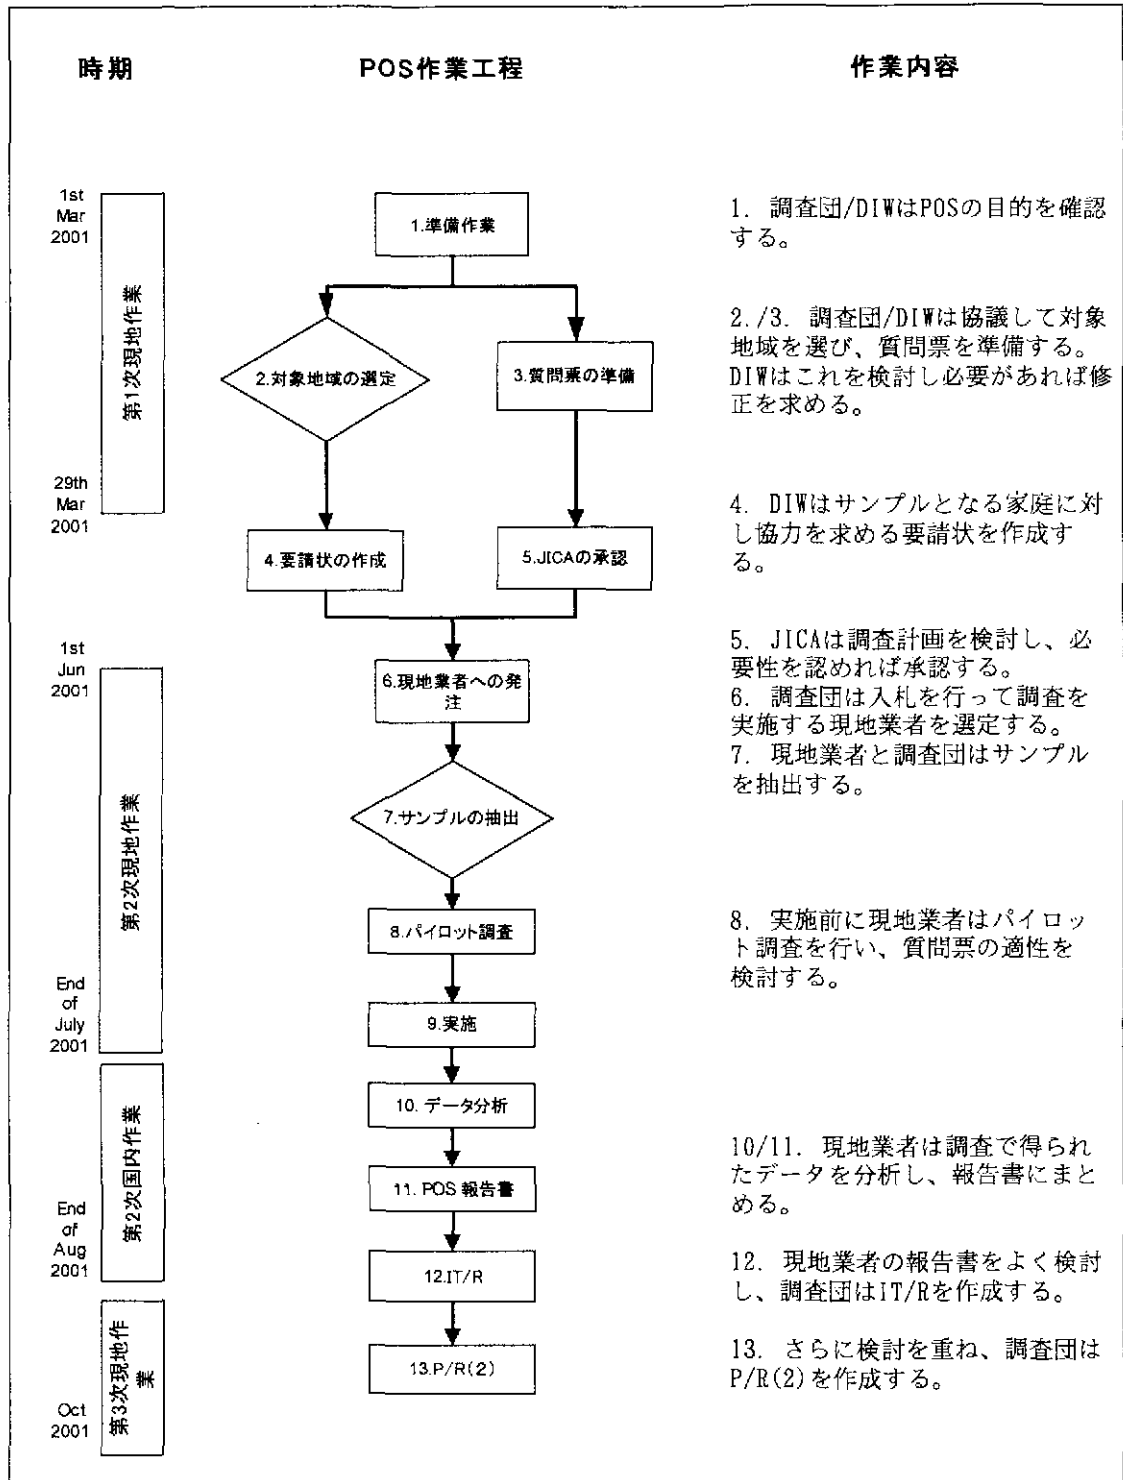 時期
POS作業工程
作業内容
1st
Mar
2001
第1次現地作業
29th
Mar
2001
1st
Jun
2001
第2次現地作業
End
of
July
2001
第2次国内作業
End
of
Aug
2001
第3次現地作
業
Oct
2001
1.準備作業
2.対象地域の選定
3.質問票の準備
4.要請状の作成
5.JICAの承認
6.現地業者への発
注
7.サンプルの抽出
8.パイロット調査
9.実施
10. データ分析
11. POS 報告書
12.IT/R
13.P/R(2)
1. 調査団/DIWはPOSの目的を確認
する。
2./3. 調査団/DIWは協議して対象
地域を選び、質問票を準備する。
DIWはこれを検討し必要があれば修
正を求める。
4. DIWはサンプルとなる家庭に対
し協力を求める要請状を作成す
る。
5. JICAは調査計画を検討し、必
要性を認めれば承認する。
6. 調査団は入札を行って調査を
実施する現地業者を選定する。
7. 現地業者と調査団はサンプル
を抽出する。
8. 実施前に現地業者はパイロッ
ト調査を行い、質問票の適性を
検討する。
10/11. 現地業者は調査で得られ
たデータを分析し、報告書にまと
める。
12. 現地業者の報告書をよく検討
し、調査団はIT/Rを作成する。
13. さらに検討を重ね、調査団は
P/R(2)を作成する。